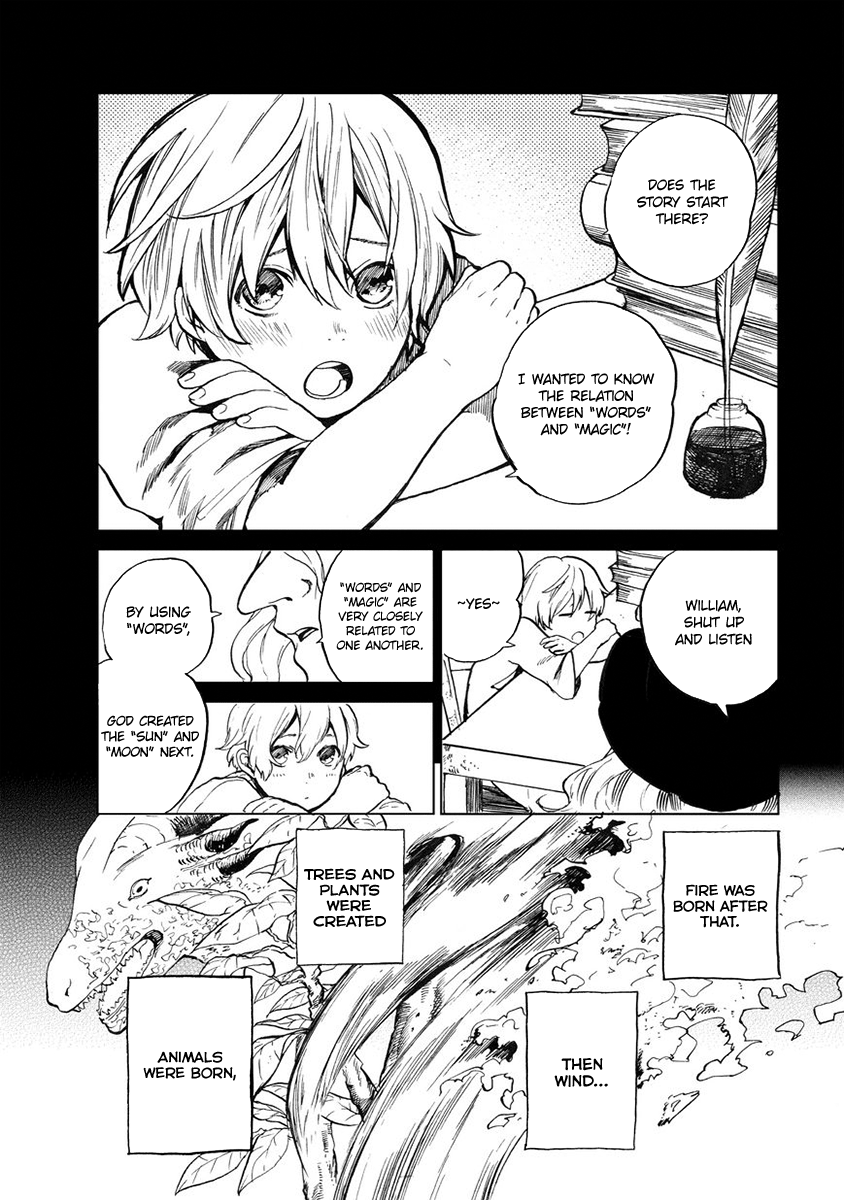 DOES THE
STORY START
THERE?
I WANTED TO KNOW
THE RELATION
BETWEEN "WORDS"
AND "MAGIC"!
WILLIAM,
SHUT UP
AND LISTEN
~YES~
"WORDS" AND
"MAGIC" ARE
VERY CLOSELY
RELATED TO
ONE ANOTHER.
BY USING
"WORDS",
GOD CREATED
THE "SUN" AND
"MOON" NEXT.
FIRE WAS
BORN AFTER
THAT.
THEN
WIND...
TREES AND
PLANTS
WERE
CREATED
ANIMALS
WERE BORN,